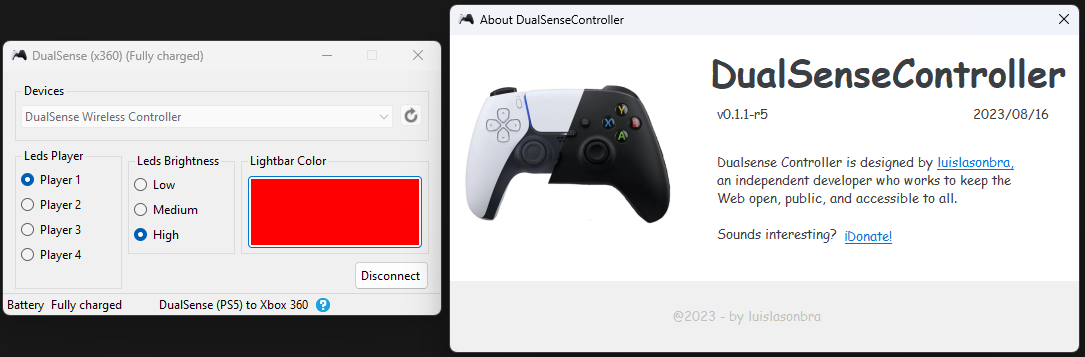 DualSense (x360) (Fully charged)
Devices
DualSense Wireless Controller
Leds Player
Player 1
Player 2
Player 3
Player 4
Leds Brightness
Low
Medium
High
Lightbar Color
Disconnect
Battery Fully charged
DualSense (PS5) to Xbox 360 ?
About DualSenseController
Y
X
B
A
DualSenseController
v0.1.1-r5 2023/08/16
Dualsense Controller is designed by luislasonbra,
an independent developer who works to keep the
Web open, public, and accessible to all.
Sounds interesting? ¡Donate!
@2023 - by luislasonbra